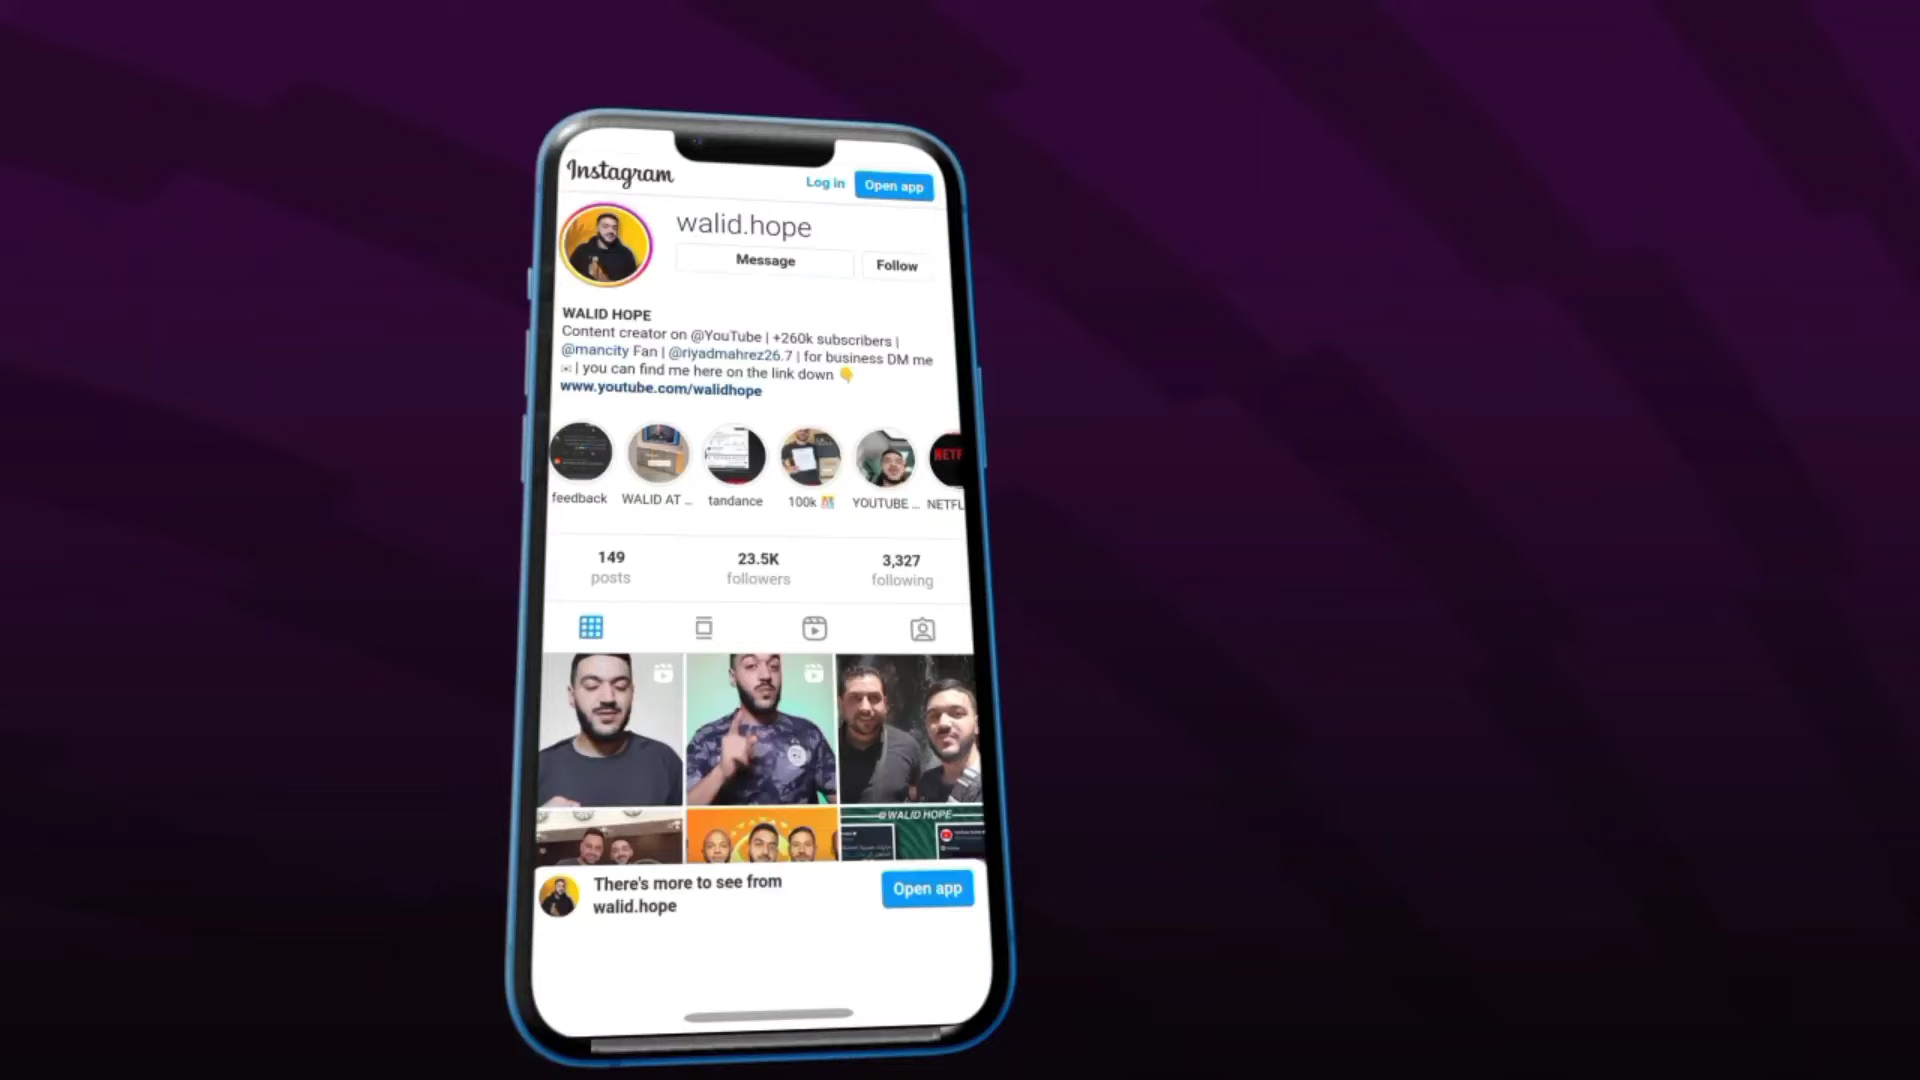 Instagram
Log in
Open app
walid.hope
Message
Follow
WALID HOPE
Content creator on @YouTube | +260k subscribers |
@mancity Fan | @riyadmahrez26.7 | for business DM me
✉️ | you can find me here on the link down 👇
www.youtube.com/walidhope
feedback
WALID AT ...
tandance
100k 🎊
YOUTUBE ...
NETFL
149
posts
23.5K
followers
3,327
following
@WALID HOPE
There's more to see from
walid.hope
Open app